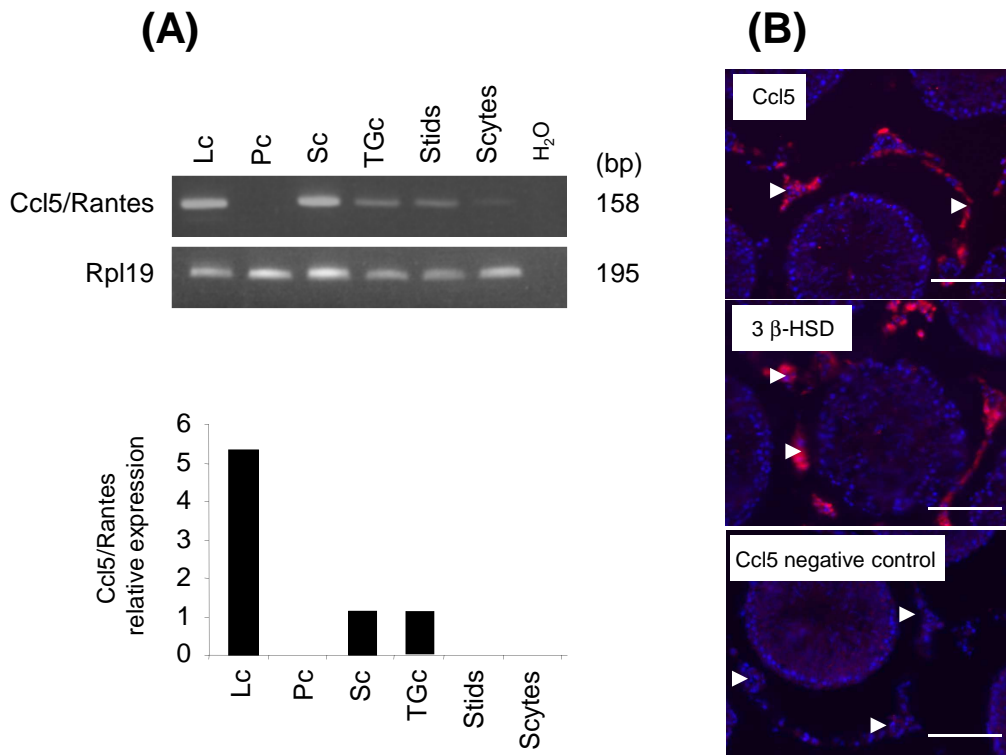 (A)
Lc Pc Sc TGc Stids Scytes H₂O
(bp)
Ccl5/Rantes 158
Rpl19 195
Ccl5/Rantes
relative expression
6
5
4
3
2
1
0
Lc Pc Sc TGc Stids Scytes
(B)
Ccl5
3 β-HSD
Ccl5 negative control